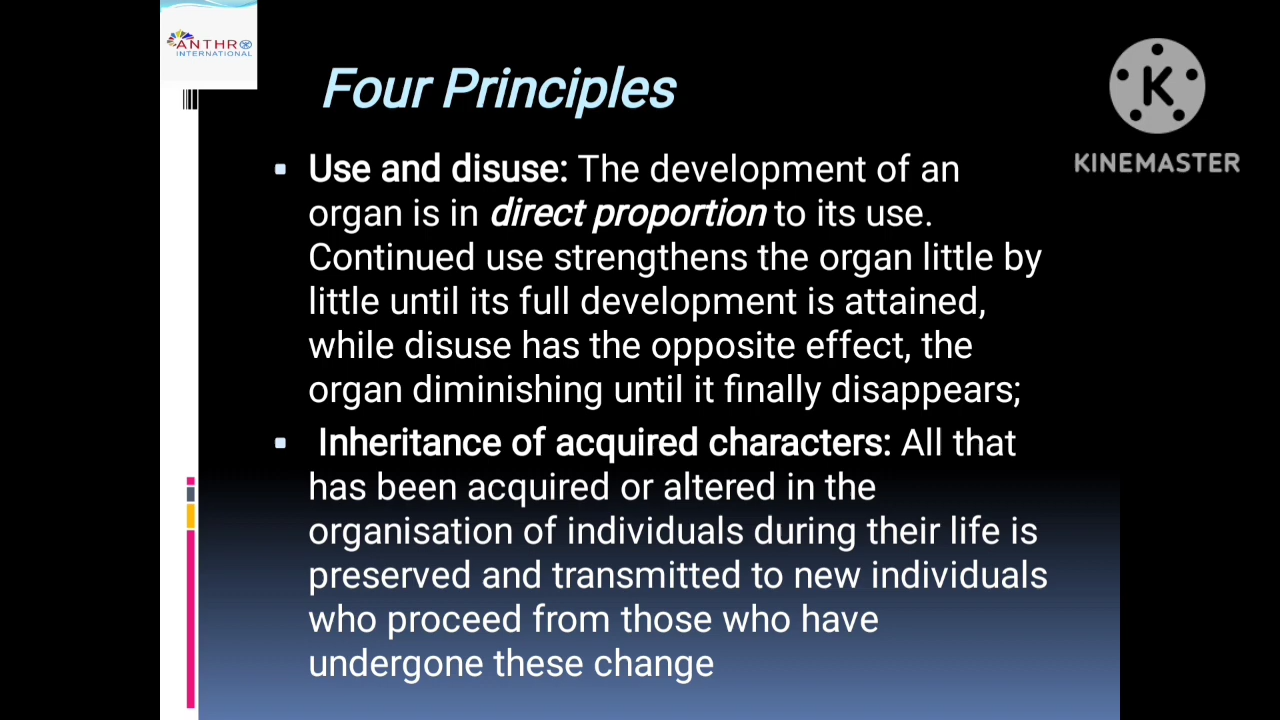 ANTHRO
INTERNATIONAL
Four Principles
K
KINEMASTER
▪ Use and disuse: The development of an
organ is in direct proportion to its use.
Continued use strengthens the organ little by
little until its full development is attained,
while disuse has the opposite effect, the
organ diminishing until it finally disappears;
▪ Inheritance of acquired characters: All that
has been acquired or altered in the
organisation of individuals during their life is
preserved and transmitted to new individuals
who proceed from those who have
undergone these change